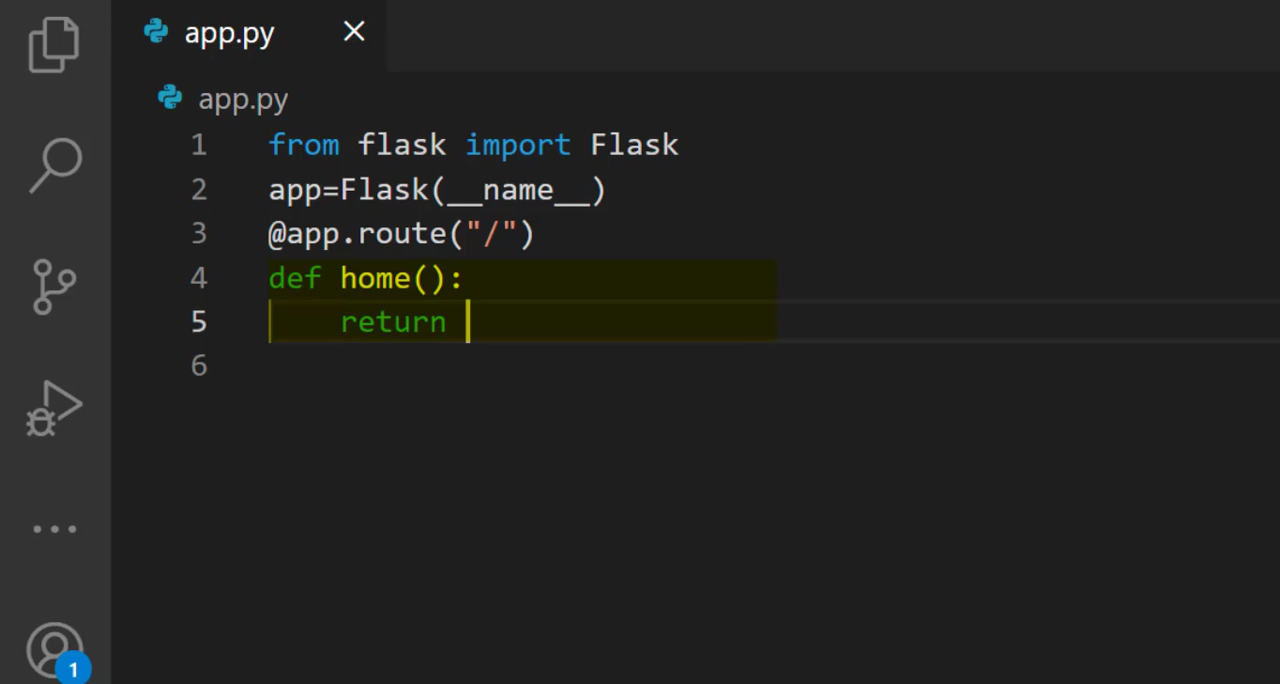 app.py
app.py
1 from flask import Flask
2 app=Flask(__name__)
3 @app.route("/")
4 def home():
5     return
6
1